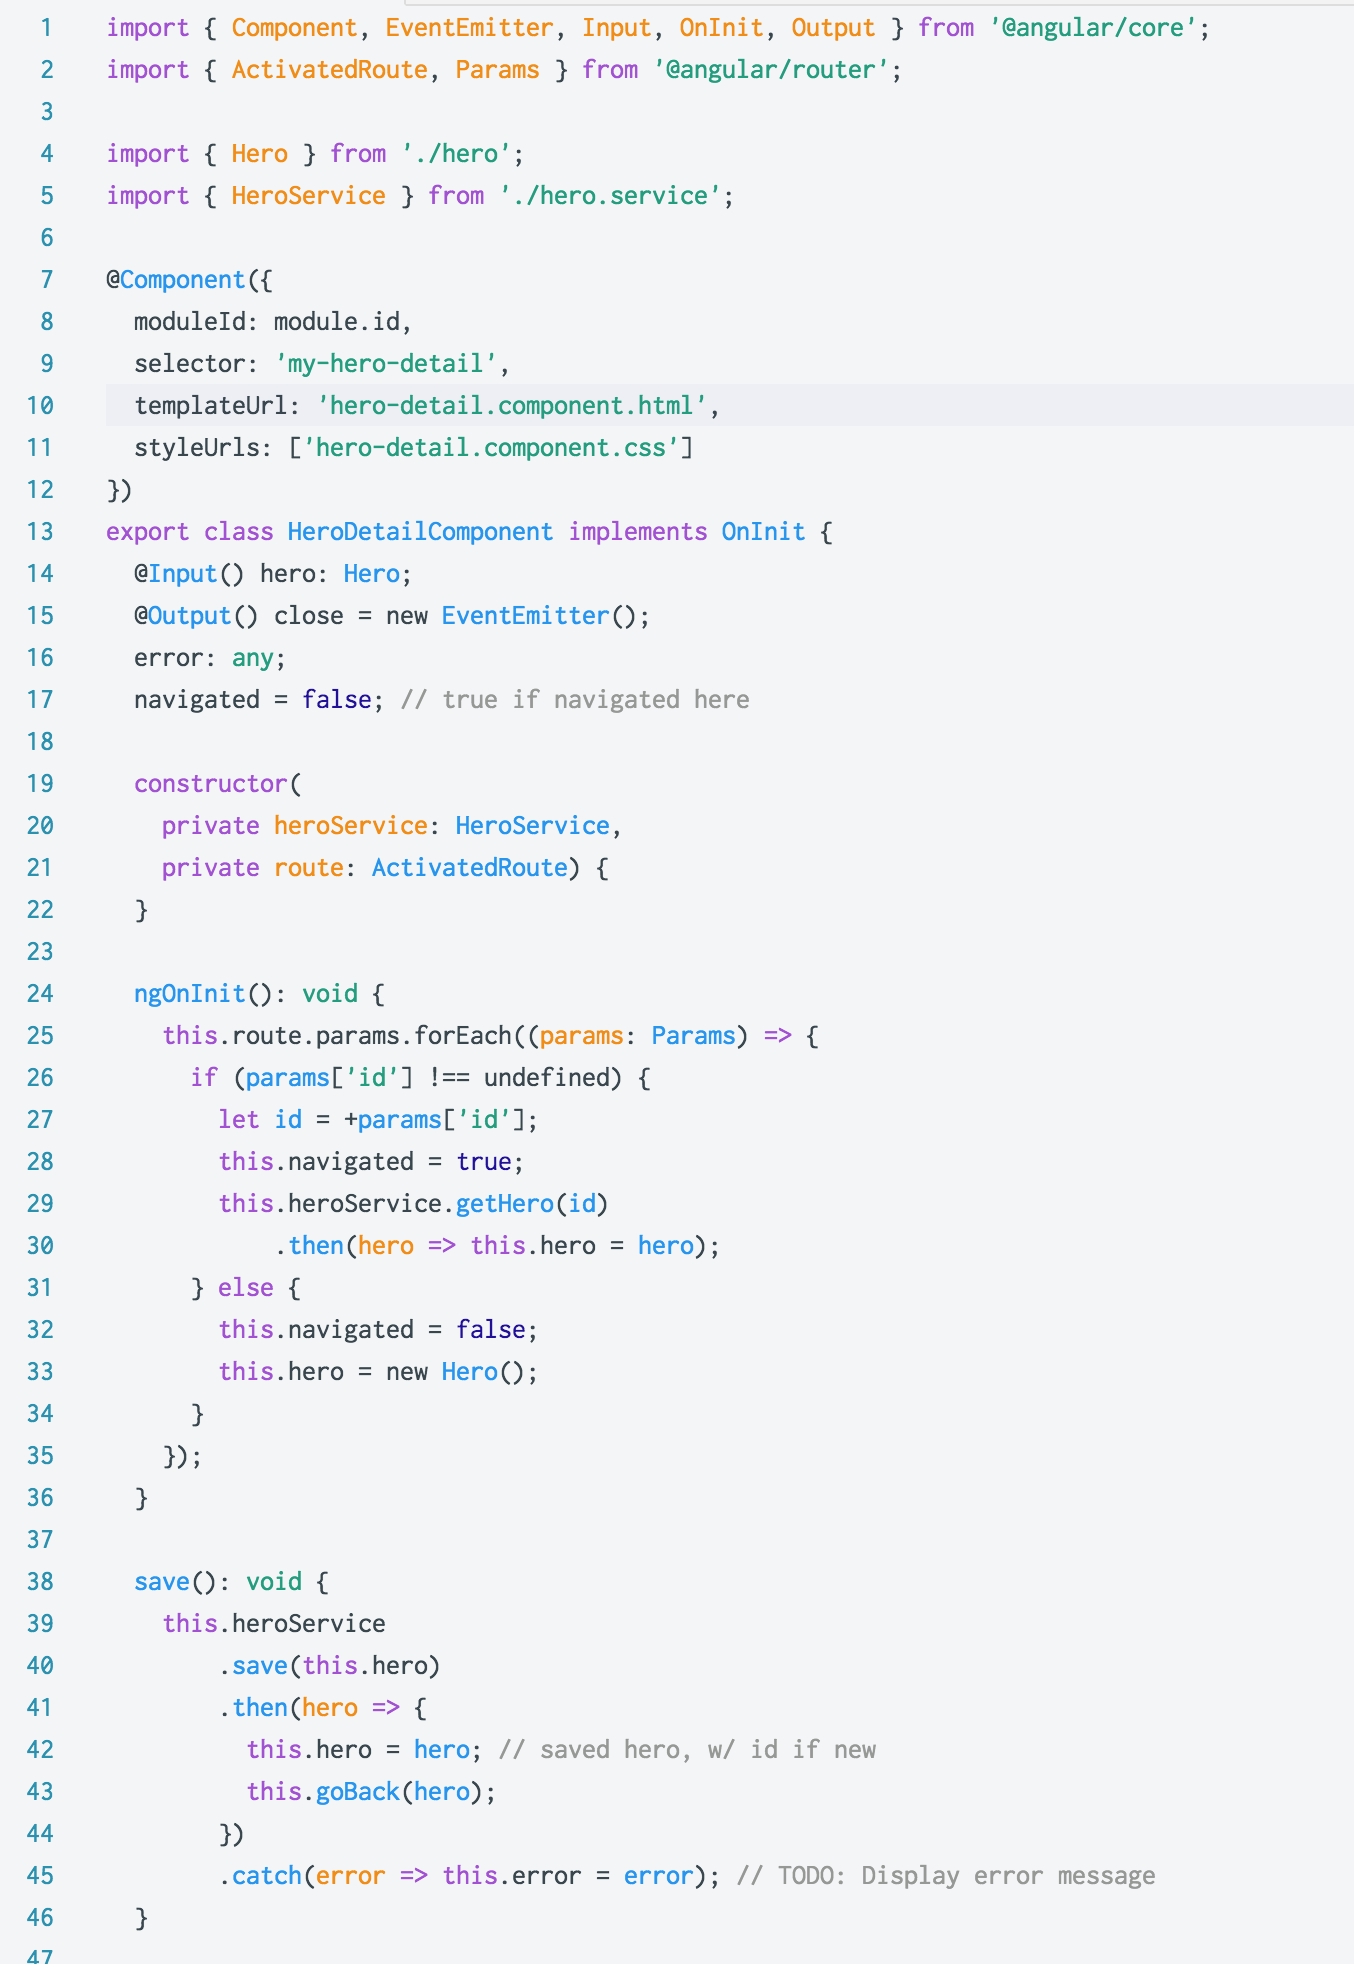 1 import { Component, EventEmitter, Input, OnInit, Output } from '@angular/core';
2 import { ActivatedRoute, Params } from '@angular/router';
3
4 import { Hero } from './hero';
5 import { HeroService } from './hero.service';
6
7 @Component({
8   moduleId: module.id,
9   selector: 'my-hero-detail',
10   templateUrl: 'hero-detail.component.html',
11   styleUrls: ['hero-detail.component.css']
12 })
13 export class HeroDetailComponent implements OnInit {
14   @Input() hero: Hero;
15   @Output() close = new EventEmitter();
16   error: any;
17   navigated = false; // true if navigated here
18
19   constructor(
20     private heroService: HeroService,
21     private route: ActivatedRoute) {
22   }
23
24   ngOnInit(): void {
25     this.route.params.forEach((params: Params) => {
26       if (params['id'] !== undefined) {
27         let id = +params['id'];
28         this.navigated = true;
29         this.heroService.getHero(id)
30             .then(hero => this.hero = hero);
31       } else {
32         this.navigated = false;
33         this.hero = new Hero();
34       }
35     });
36   }
37
38   save(): void {
39     this.heroService
40         .save(this.hero)
41         .then(hero => {
42           this.hero = hero; // saved hero, w/ id if new
43           this.goBack(hero);
44         })
45         .catch(error => this.error = error); // TODO: Display error message
46   }
47